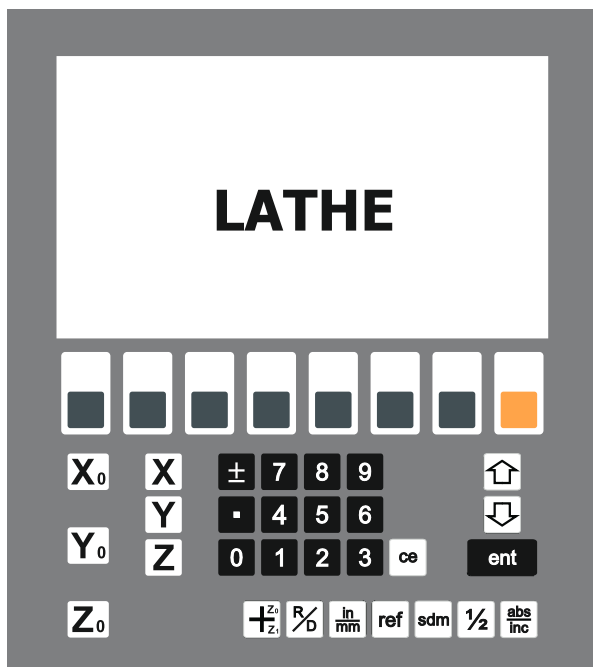 LATHE
X0 X ± 7 8 9
Y . 4 5 6
Y0 Z 0 1 2 3 ce ent
Z0 +Z0 Z1 R/D in/mm ref sdm ½ abs/inc